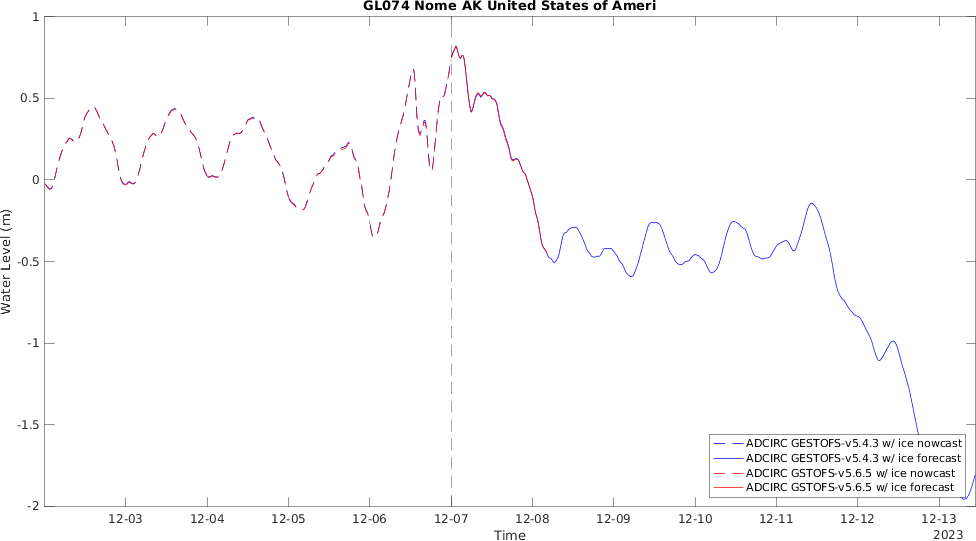 GL074 Nome AK United States of Ameri
Water Level (m)
1
0.5
0
-0.5
-1
-1.5
-2
ADCIRC GESTOFS-v5.4.3 w/ ice nowcast
ADCIRC GESTOFS-v5.4.3 w/ ice forecast
ADCIRC GSTOFS-v5.6.5 w/ ice nowcast
ADCIRC GSTOFS-v5.6.5 w/ ice forecast
12-03 12-04 12-05 12-06 12-07 12-08 12-09 12-10 12-11 12-12 12-13
Time 2023